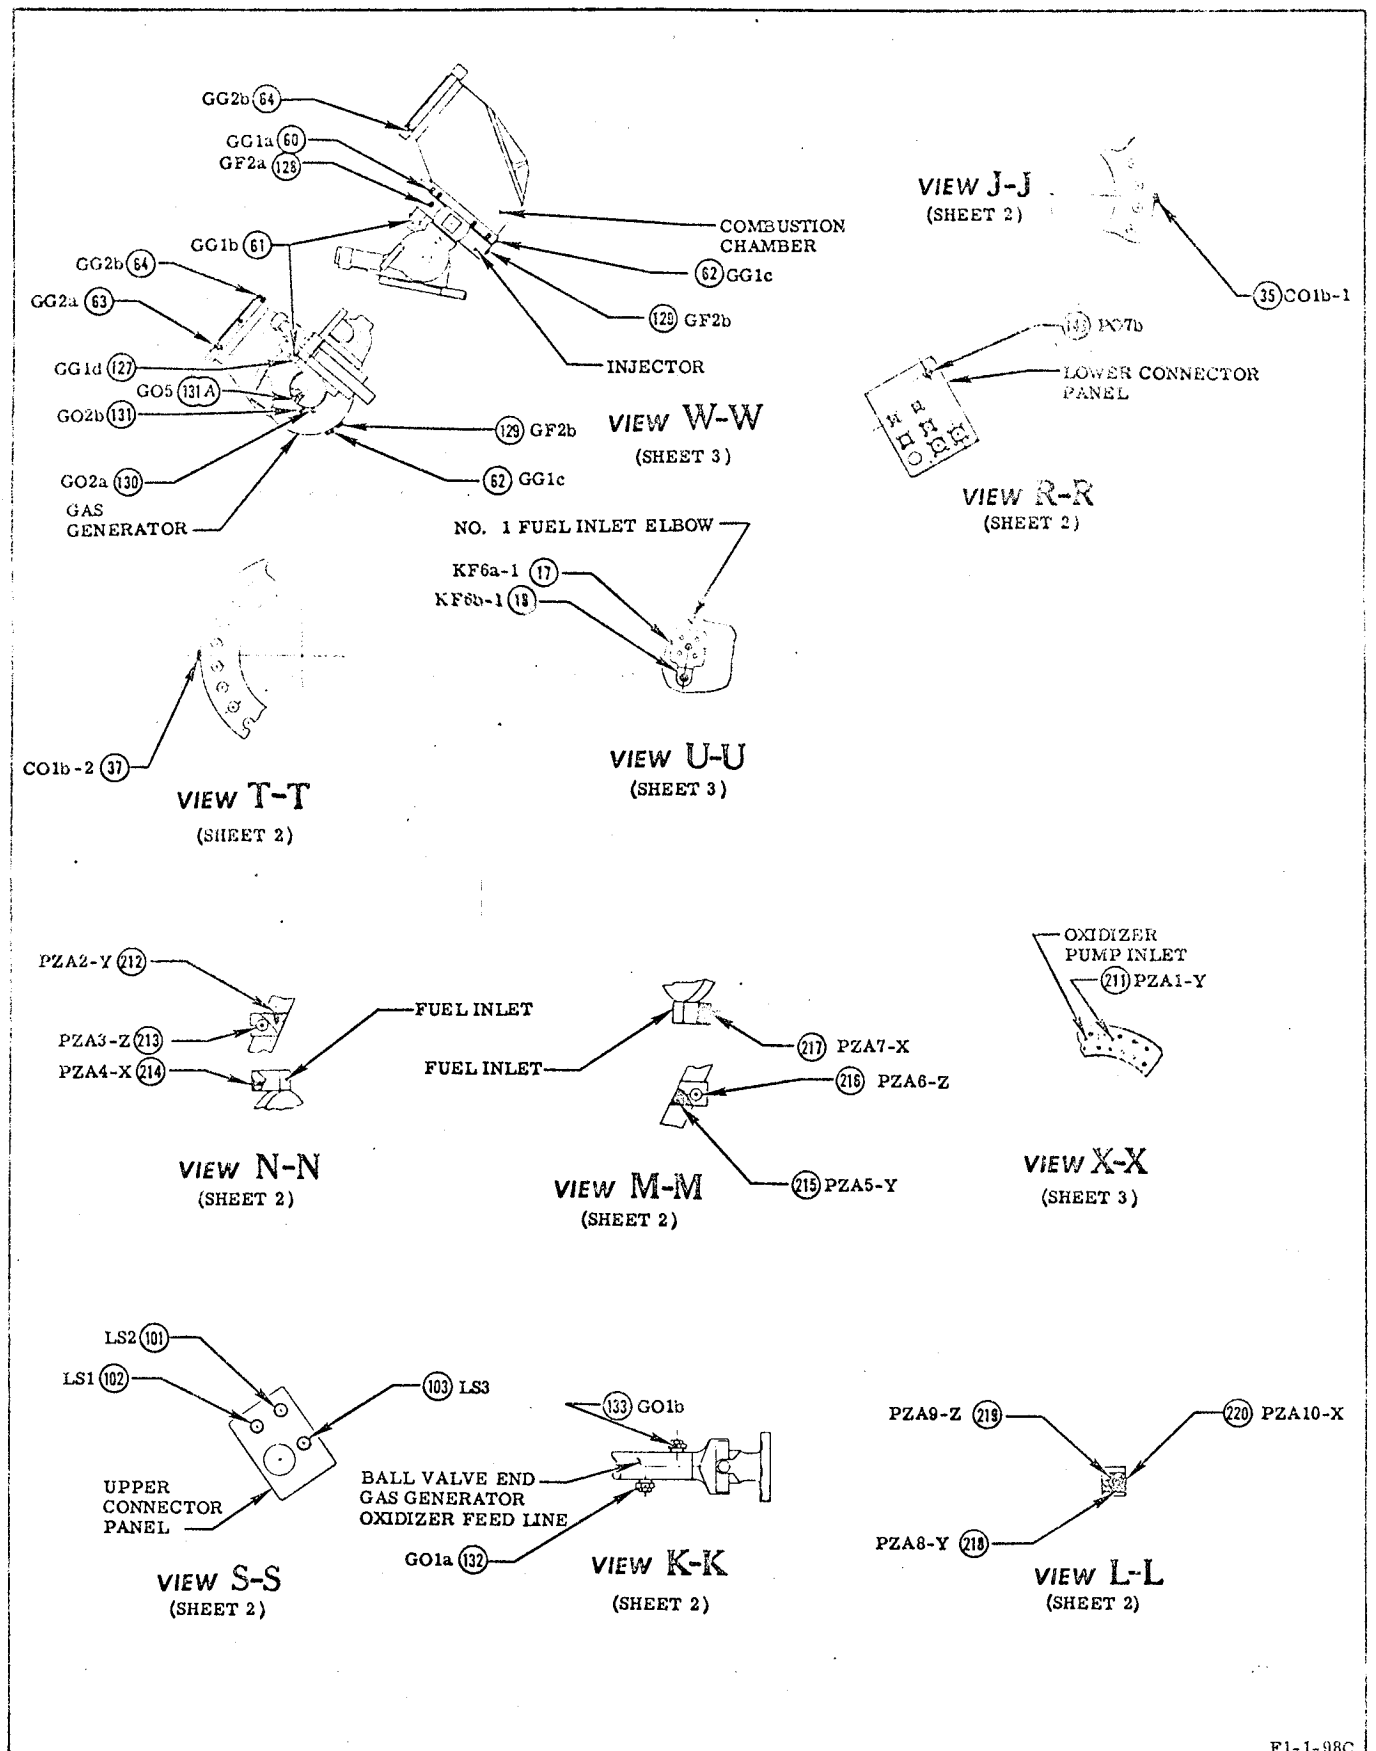 GG2b 64
GG1a 60
GF2a 128
GG1b 61
COMBUSTION
CHAMBER
62 GG1c
129 GF2b
INJECTOR
GG2b 64
GG2a 63
GG1d 127
GO5 131A
GO2b 131
GO2a 130
GAS
GENERATOR
129 GF2b
62 GG1c
VIEW W-W
(SHEET 3)
VIEW J-J
(SHEET 2)
35 CO1b-1
PO7b
LOWER CONNECTOR
PANEL
VIEW R-R
(SHEET 2)
NO. 1 FUEL INLET ELBOW
KF6a-1 17
KF6b-1 18
VIEW U-U
(SHEET 3)
CO1b-2 37
VIEW T-T
(SHEET 2)
PZA2-Y 212
PZA3-Z 213
PZA4-X 214
FUEL INLET
VIEW N-N
(SHEET 2)
FUEL INLET
217 PZA7-X
216 PZA6-Z
215 PZA5-Y
VIEW M-M
(SHEET 2)
OXIDIZER
PUMP INLET
211 PZA1-Y
VIEW X-X
(SHEET 3)
LS2 101
LS1 102
103 LS3
UPPER
CONNECTOR
PANEL
VIEW S-S
(SHEET 2)
133 GO1b
BALL VALVE END
GAS GENERATOR
OXIDIZER FEED LINE
GO1a 132
VIEW K-K
(SHEET 2)
PZA9-Z 219
220 PZA10-X
PZA8-Y 218
VIEW L-L
(SHEET 2)
F1-1-98C